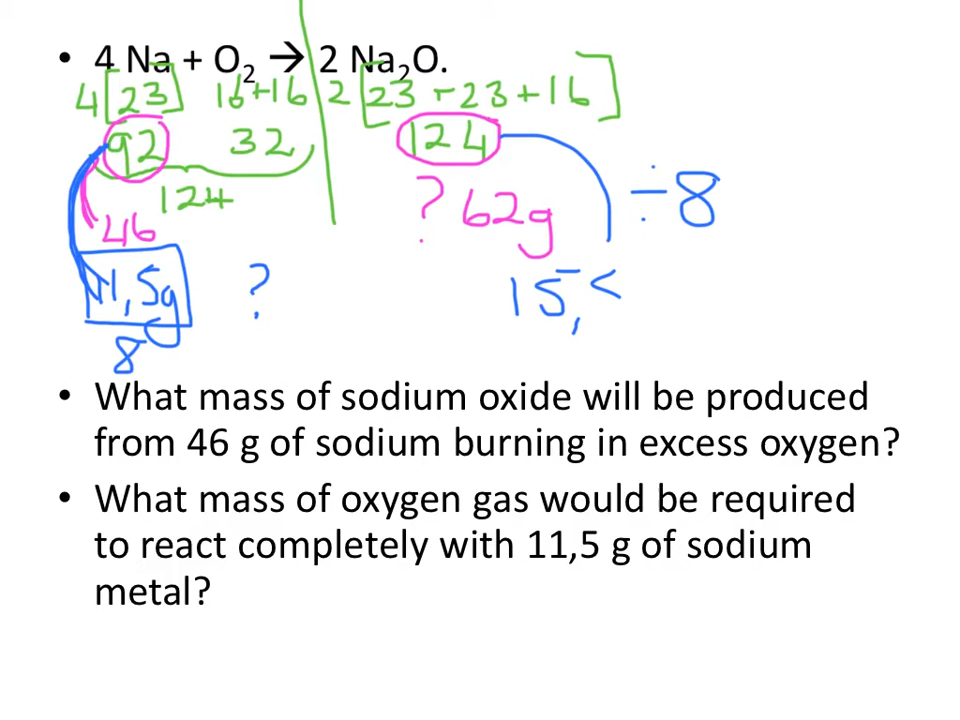 • 4 Na + O₂ → 2 Na₂O.
4[23] 16+16 2[23+23+16]
92 32 124
124
46 ? 62g ÷8
11,5g ? 15,5
8
• What mass of sodium oxide will be produced
from 46 g of sodium burning in excess oxygen?
• What mass of oxygen gas would be required
to react completely with 11,5 g of sodium
metal?